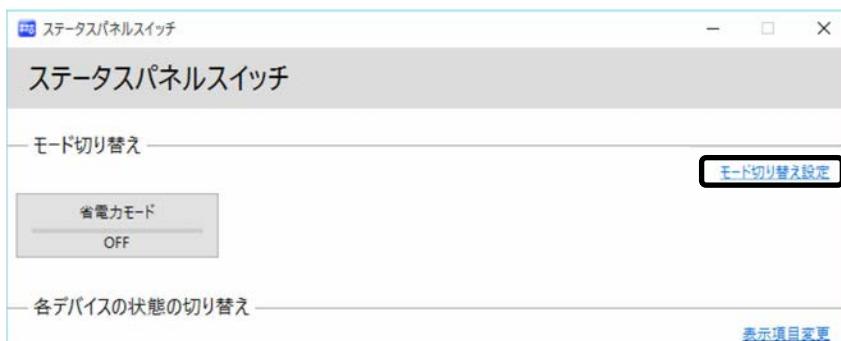 ステータスパネルスイッチ
ステータスパネルスイッチ
モード切り替え
モード切り替え設定
省電力モード
OFF
各デバイスの状態の切り替え
表示項目変更